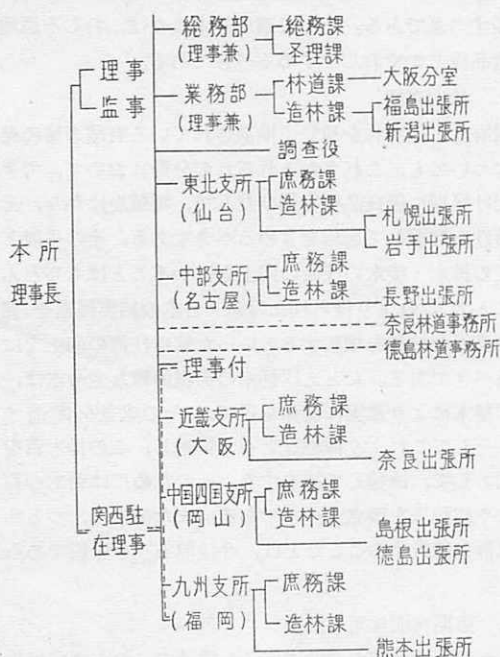 総務部
総務課
(理事兼)
圣理課
理事
監事
業務部
林道課
大阪分室
(理事兼)
造林課
福島出張所
新潟出張所
調査役
東北支所
庶務課
(仙台)
造林課
札幌出張所
岩手出張所
本所
理事長
中部支所
庶務課
(名古屋)
造林課
長野出張所
奈良林道事務所
徳島林道事務所
理事付
近畿支所
庶務課
(大阪)
造林課
奈良出張所
中国四国支所
庶務課
(岡山)
造林課
関西駐
在理事
島根出張所
徳島出張所
九州支所
庶務課
(福岡)
造林課
熊本出張所